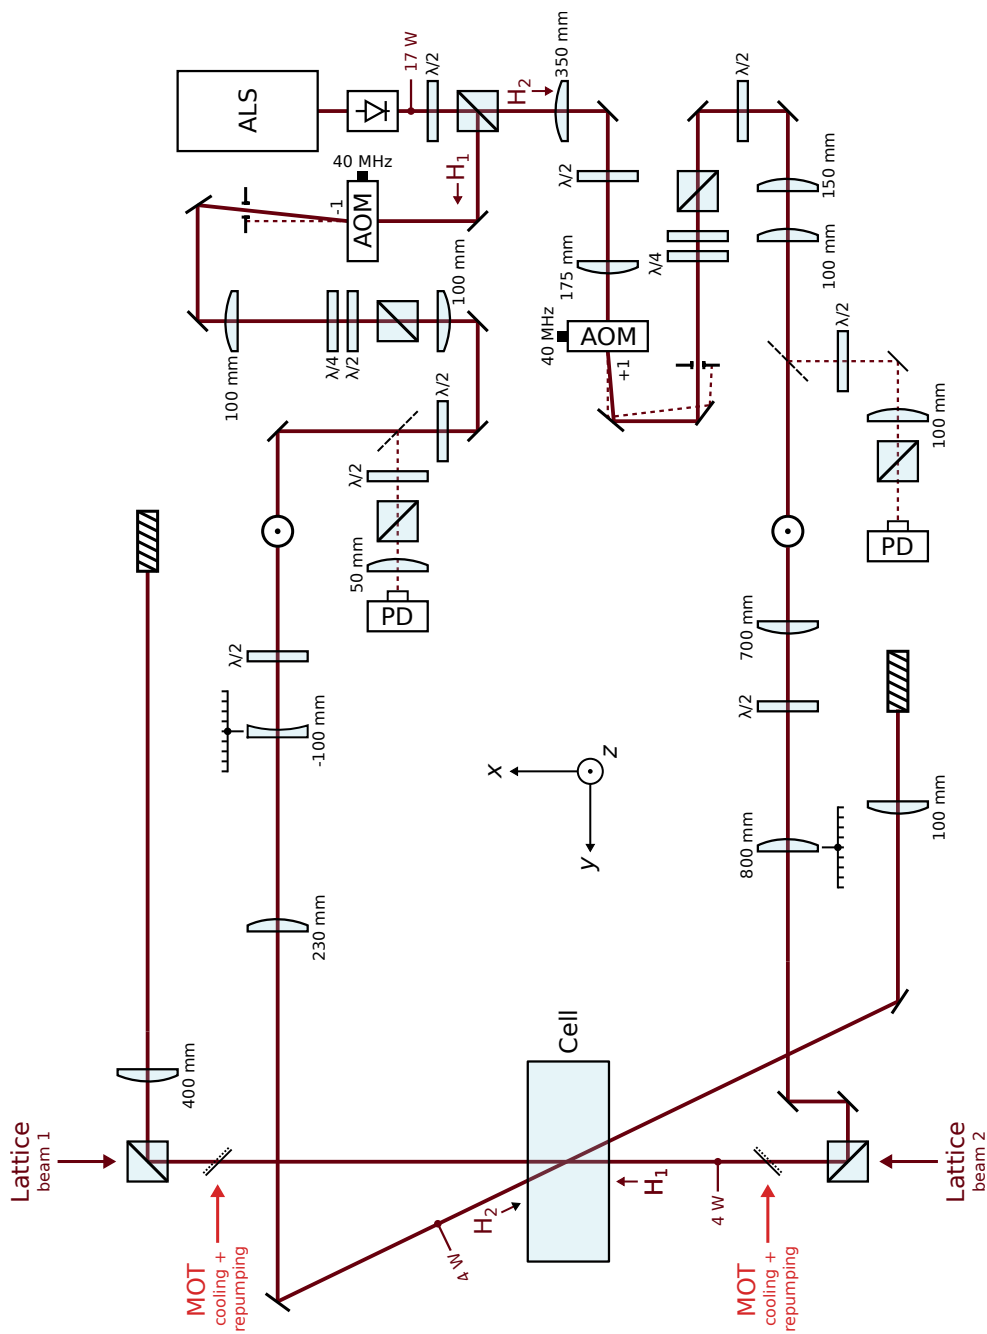 ALS
17 W
λ/2
H2
350 mm
40 MHz
H1
-1
AOM
λ/2
λ/2
150 mm
175 mm
λ/4
100 mm
100 mm
40 MHz
AOM
+1
λ/2
100 mm
λ/4
λ/2
λ/2
100 mm
λ/2
50 mm
PD
PD
λ/2
-100 mm
700 mm
λ/2
x
z
y
800 mm
100 mm
230 mm
400 mm
Cell
Lattice
beam 1
H1
H2
4 W
4 W
Lattice
beam 2
MOT
cooling +
repumping
MOT
cooling +
repumping